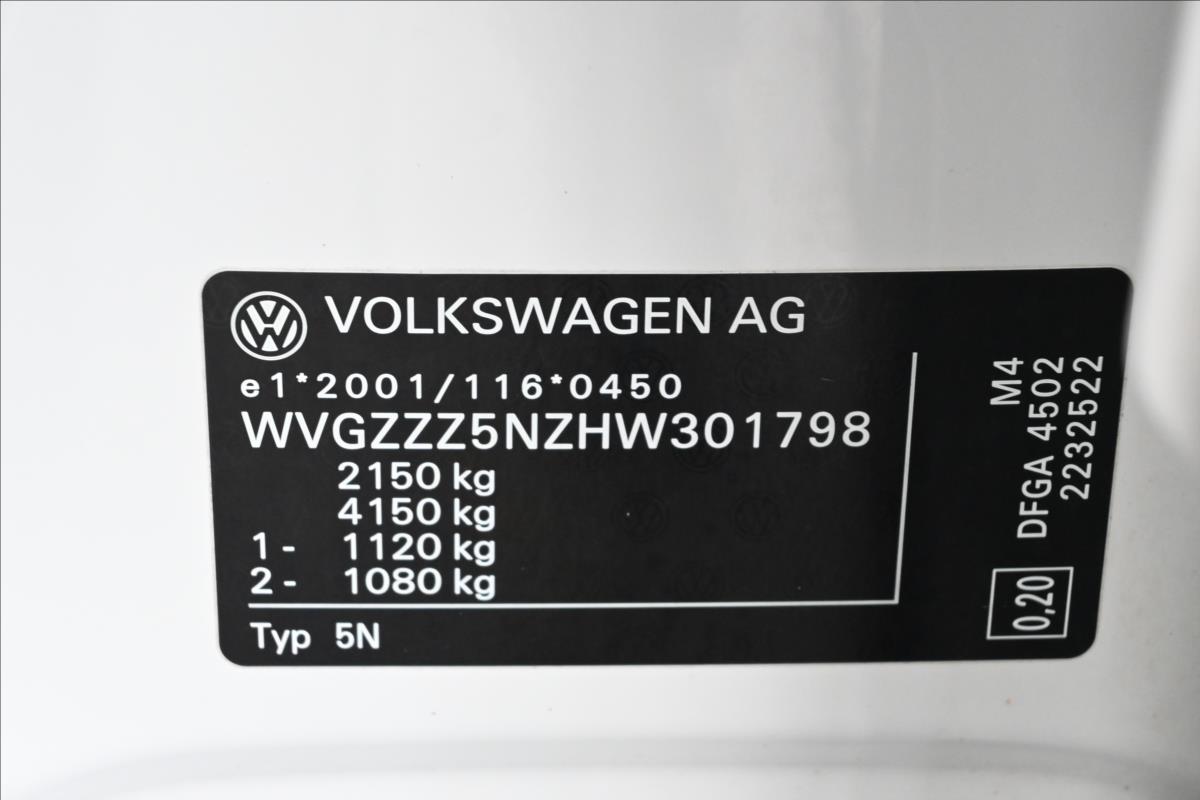 VOLKSWAGEN AG
e1*2001/116*0450
WVGZZZ5NZHW301798
2150 kg
4150 kg
1- 1120 kg
2- 1080 kg
Typ 5N
M4
DFGA 4502
2232522
0,20